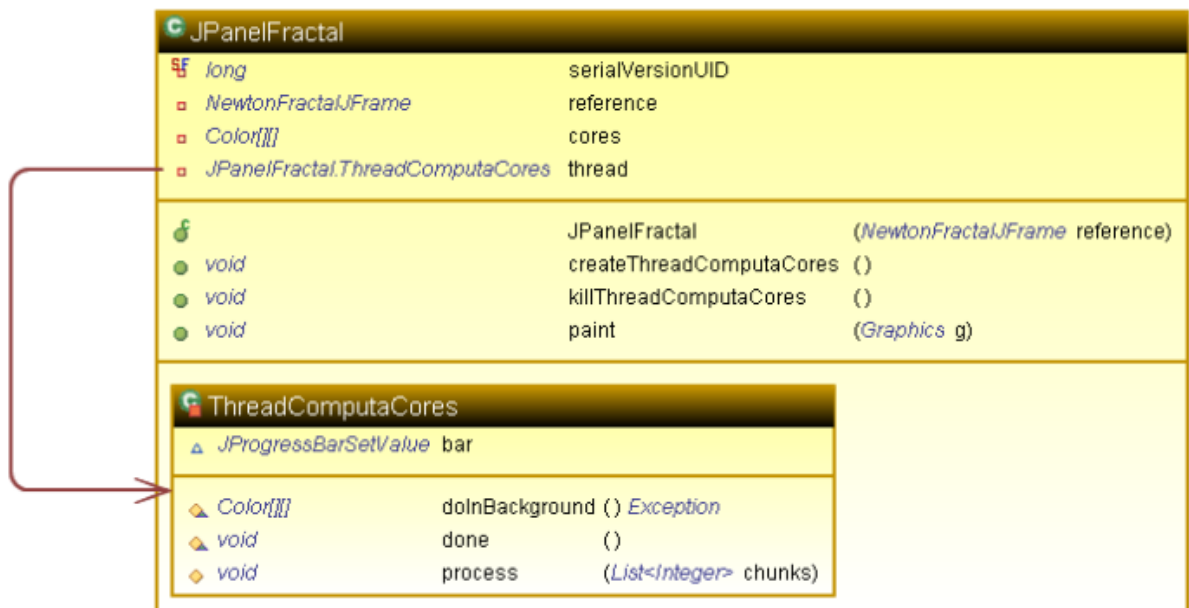 JPanelFractal
long serialVersionUID
NewtonFractalJFrame reference
Color[][] cores
JPanelFractal.ThreadComputaCores thread
JPanelFractal (NewtonFractalJFrame reference)
void createThreadComputaCores ()
void killThreadComputaCores ()
void paint (Graphics g)
ThreadComputaCores
JProgressBarSetValue bar
Color[][] doInBackground () Exception
void done ()
void process (List<Integer> chunks)